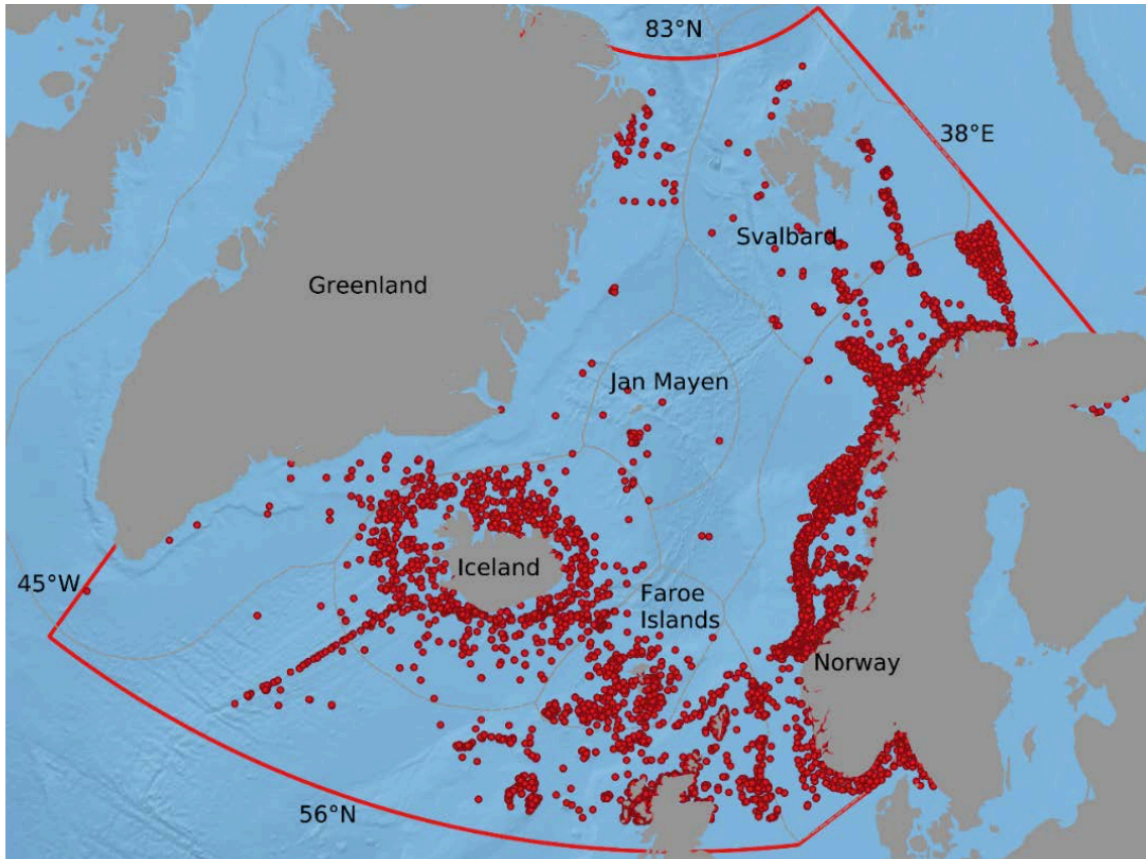 83°N
38°E
Svalbard
Greenland
Jan Mayen
Iceland
45°W
Faroe
Islands
Norway
56°N